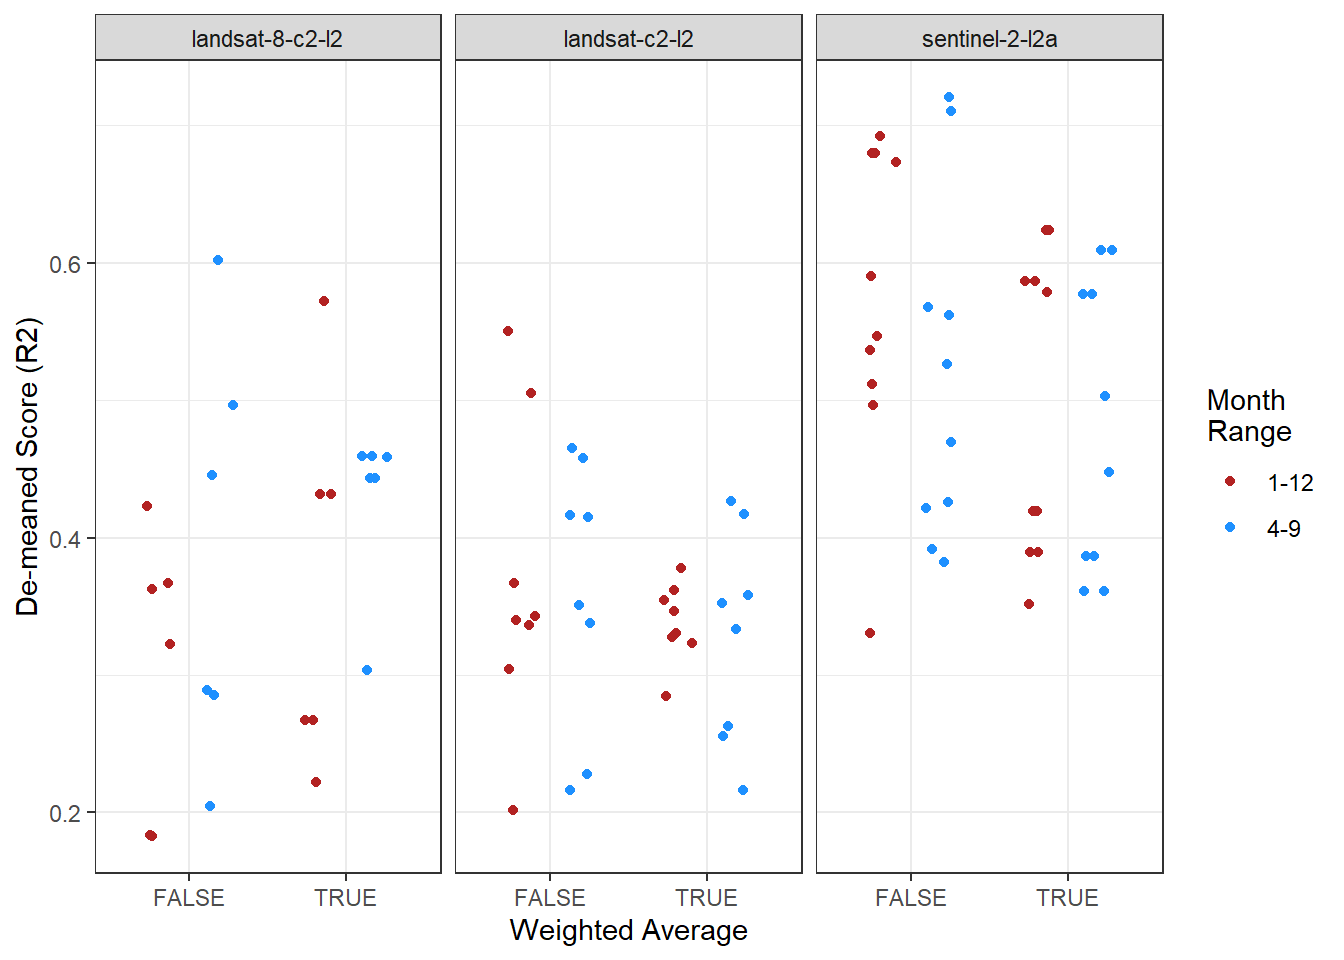 landsat-8-c2-l2
landsat-c2-l2
sentinel-2-l2a
De-meaned Score (R2)
0.6
0.4
0.2
FALSE
TRUE
FALSE
TRUE
FALSE
TRUE
Weighted Average
Month
Range
1-12
4-9